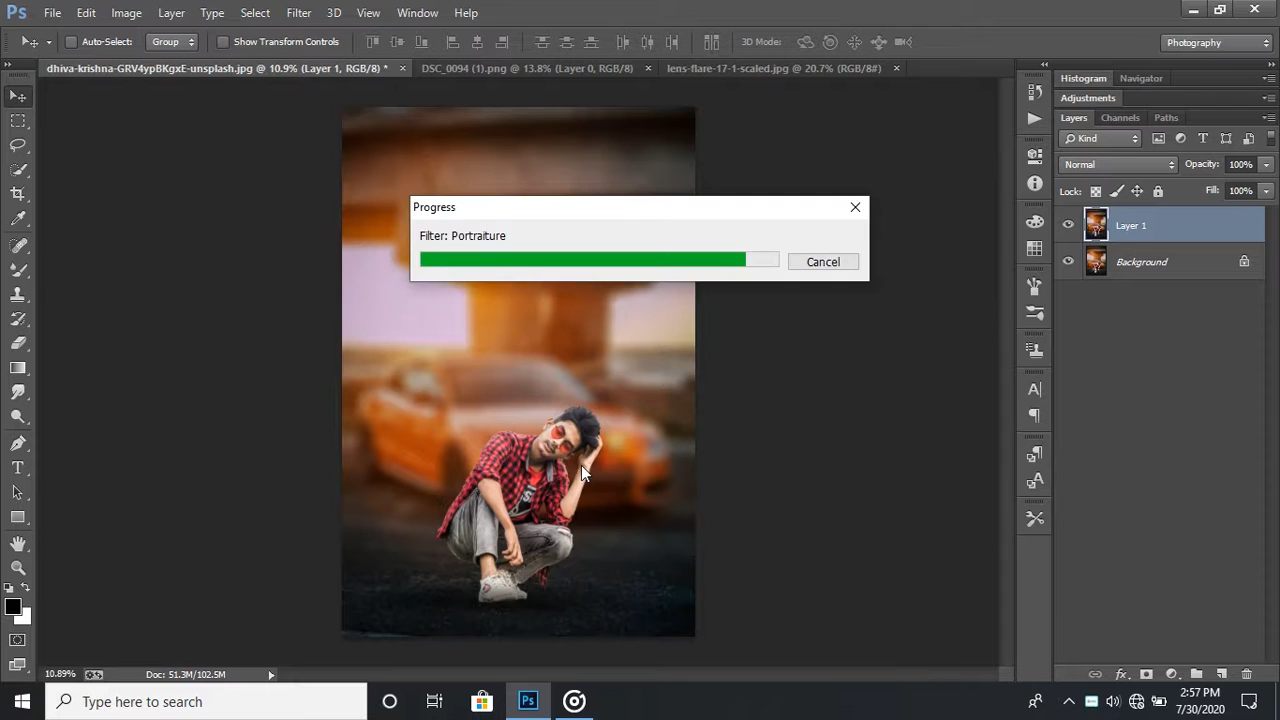 Ps File Edit Image Layer Type Select Filter 3D View Window Help
Auto-Select: Group Show Transform Controls 3D Mode: Photography
dhiva-krishna-GRV4ypBKgxE-unsplash.jpg @ 10.9% (Layer 1, RGB/8) * DSC_0094 (1).png @ 13.8% (Layer 0, RGB/8) lens-flare-17-1-scaled.jpg @ 20.7% (RGB/8#)
Histogram Navigator
Adjustments
Layers Channels Paths
Kind
Normal Opacity: 100%
Lock: Fill: 100%
Layer 1
Background
Progress
Filter: Portraiture
Cancel
10.89% Doc: 51.3M/102.5M
Type here to search
Ps
2:57 PM
7/30/2020